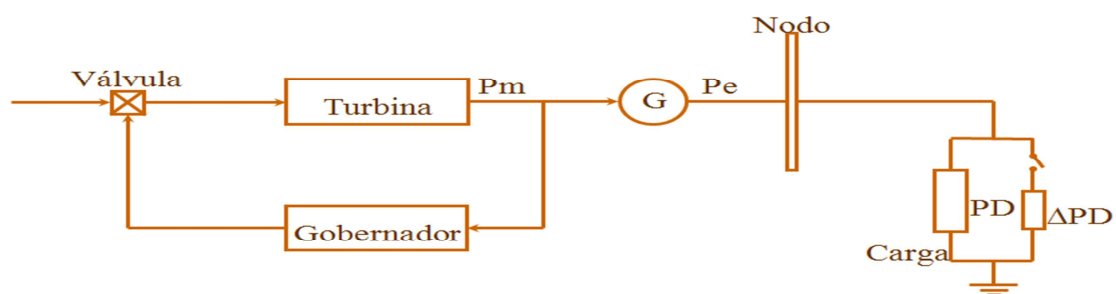 Nodo
Válvula
Turbina
Pm
G
Pe
Gobernador
PD
ΔPD
Carga